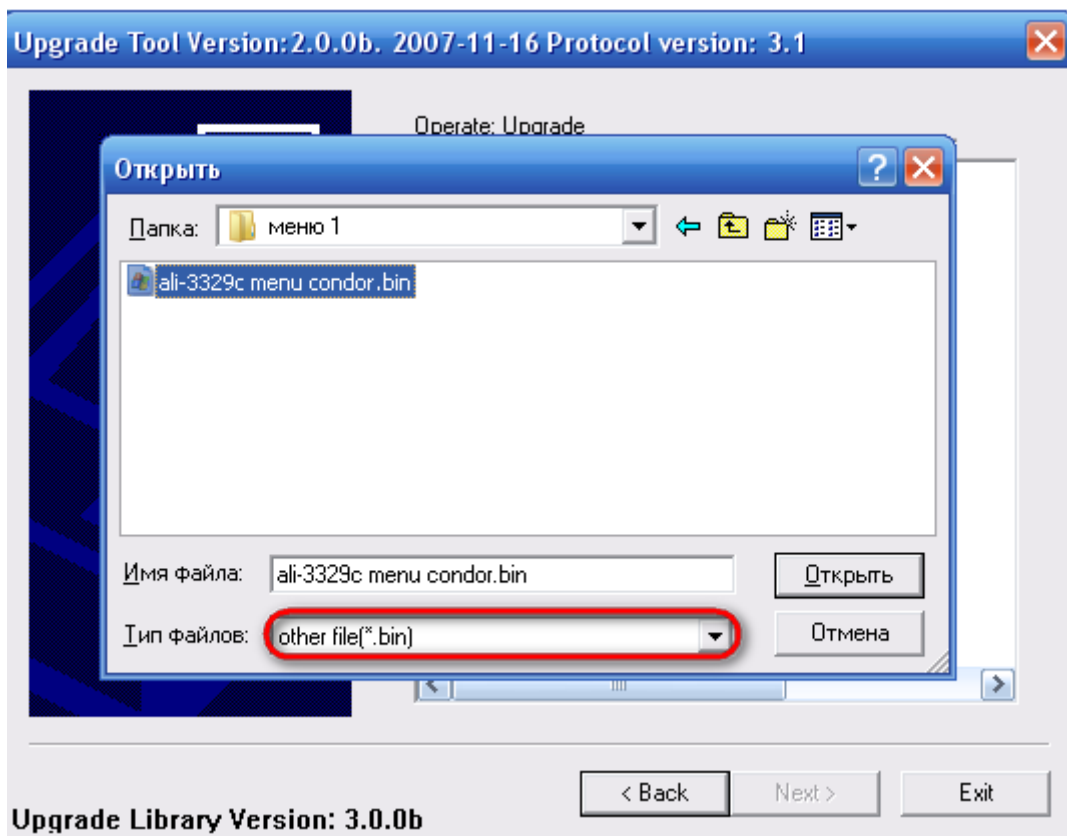 Upgrade Tool Version:2.0.0b. 2007-11-16 Protocol version: 3.1
Operate: Upgrade
Открыть
Папка: меню 1
ali-3329c menu condor.bin
Имя файла: ali-3329c menu condor.bin Открыть
Тип файлов: other file(*.bin) Отмена
< Back Next > Exit
Upgrade Library Version: 3.0.0b